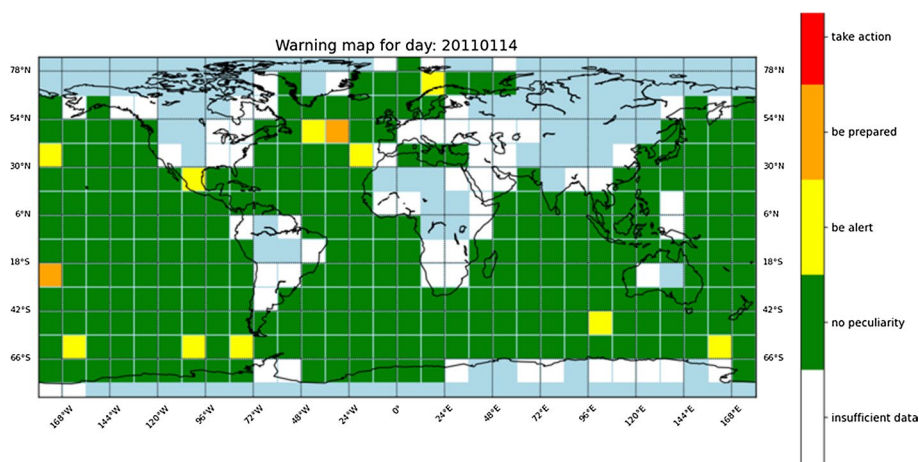 Warning map for day: 20110114
take action
be prepared
be alert
no peculiarity
insufficient data
78°N 78°N
54°N 54°N
30°N 30°N
6°N 6°N
18°S 18°S
42°S 42°S
66°S 66°S
168°W 144°W 120°W 96°W 72°W 48°W 24°W 0° 24°E 48°E 72°E 96°E 120°E 144°E 168°E